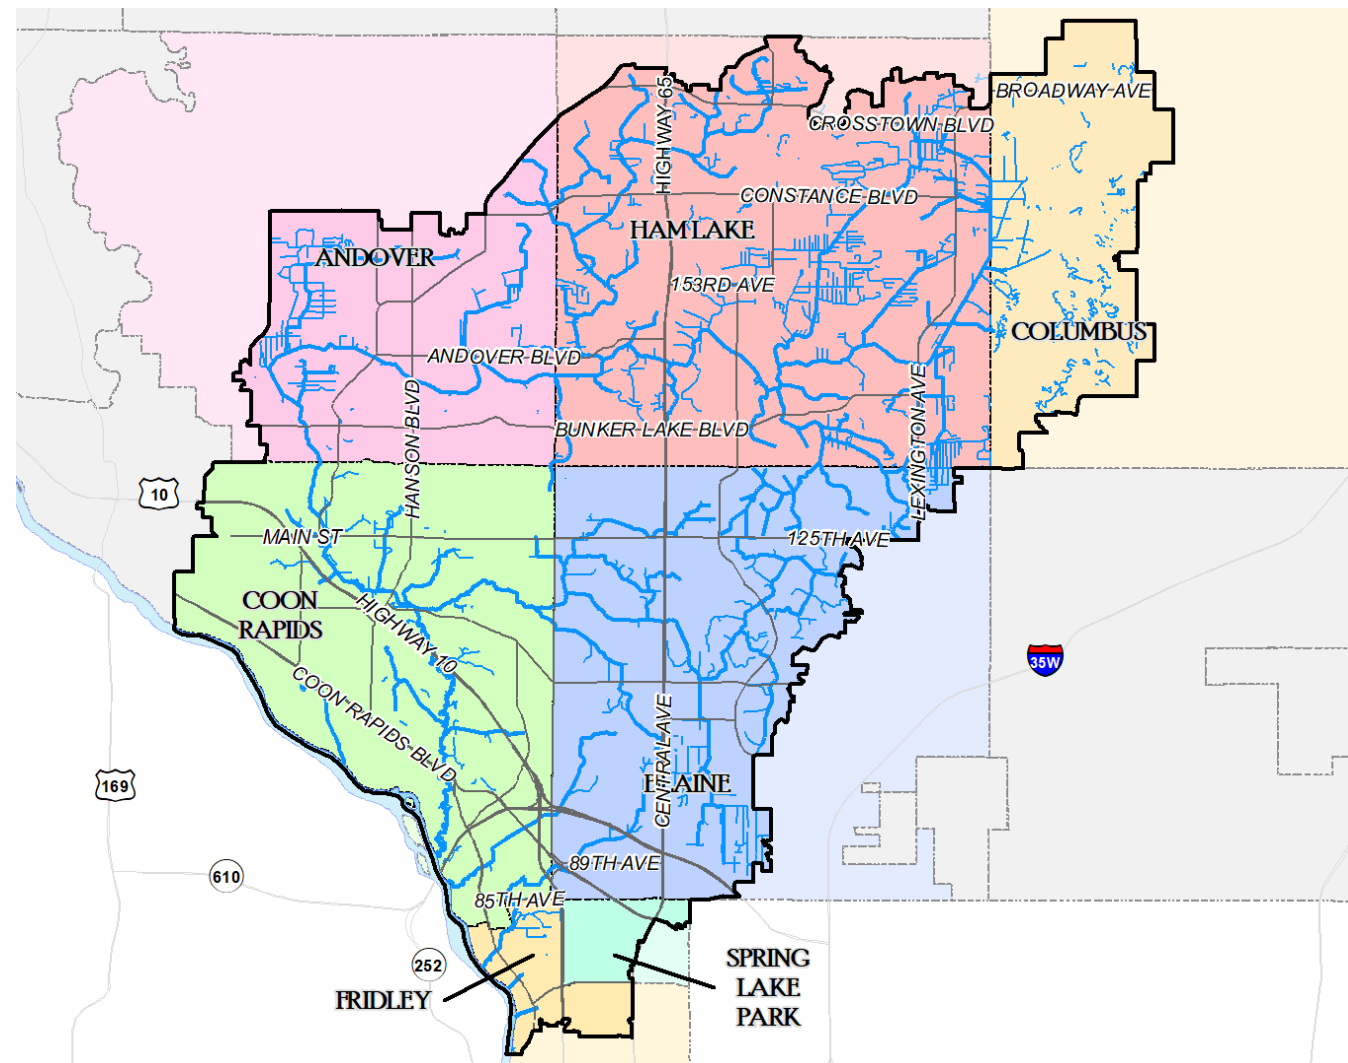 BROADWAY AVE
CROSSTOWN BLVD
HIGHWAY 65
CONSTANCE BLVD
HAM LAKE
ANDOVER
153RD AVE
COLUMBUS
ANDOVER BLVD
LEXINGTON AVE
HANSON BLVD
BUNKER LAKE BLVD
10
MAIN ST
125TH AVE
COON
RAPIDS
HIGHWAY 10
35W
COON RAPIDS BLVD
CENTRAL AVE
169
BLAINE
89TH AVE
610
85TH AVE
252
FRIDLEY
SPRING
LAKE
PARK